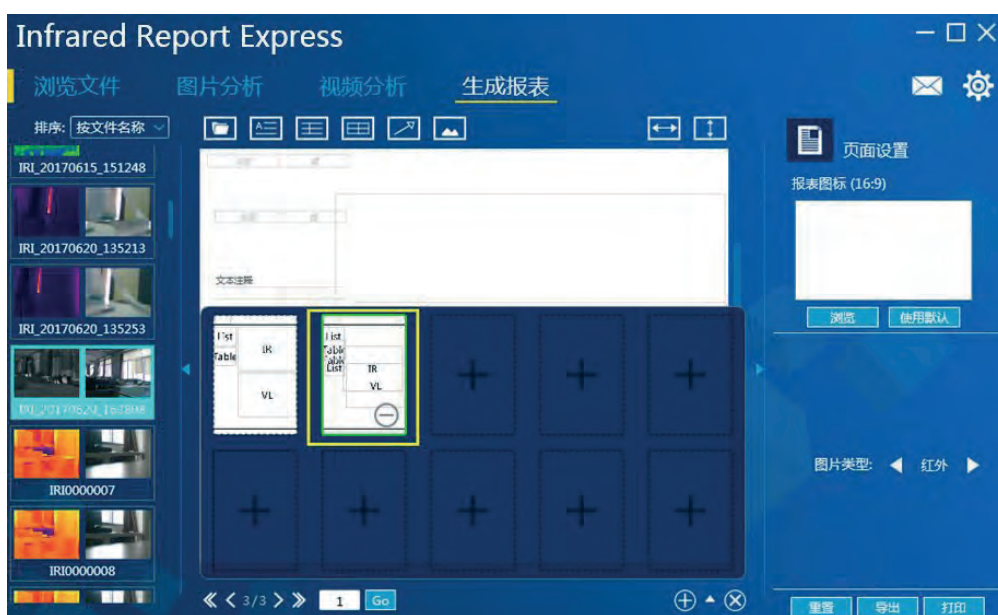 Infrared Report Express
浏览文件 图片分析 视频分析 生成报表
排序: 按文件名称
IRI_20170615_151248
IRI_20170620_135213
IRI_20170620_135253
IRI0000007
IRI0000008
文本注释
List
Table
IR
VL
List
Table
Table
List
IR
VL
3/3 1 Go
页面设置
报表图标 (16:9)
浏览 使用默认
图片类型: 红外
重置 导出 打印